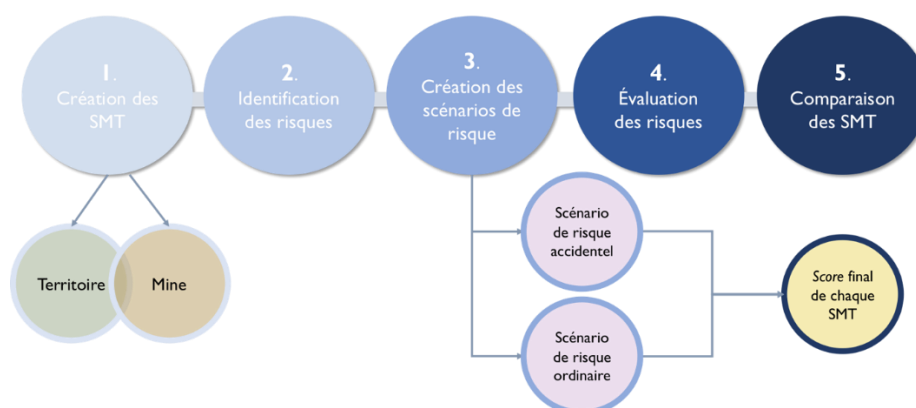 1.
Création des
SMT
2.
Identification
des risques
3.
Création des
scénarios de
risque
4.
Évaluation
des risques
5.
Comparaison
des SMT
Territoire
Mine
Scénario
de risque
accidentel
Scénario
de risque
ordinaire
Score final
de chaque
SMT